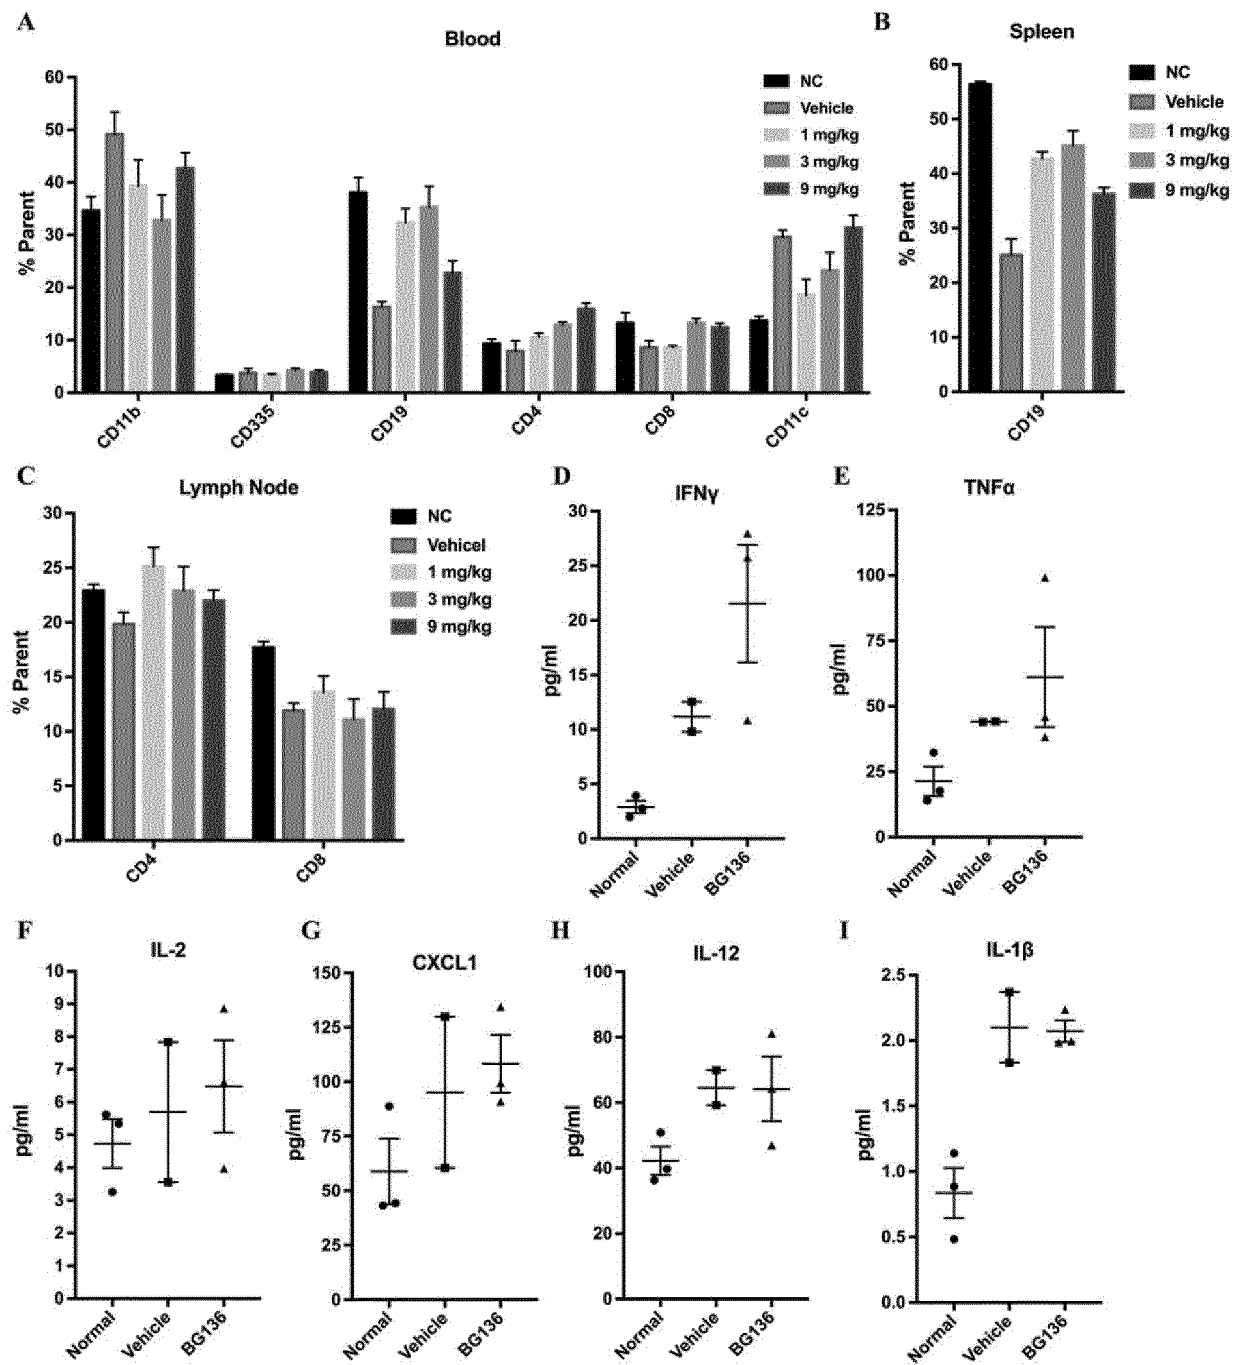 A
Blood
% Parent
60
50
40
30
20
10
0
CD11b
CD335
CD19
CD4
CD8
CD11c
NC
Vehicle
1 mg/kg
3 mg/kg
9 mg/kg
B
Spleen
% Parent
60
50
40
30
20
10
0
CD19
NC
Vehicle
1 mg/kg
3 mg/kg
9 mg/kg
C
Lymph Node
% Parent
30
25
20
15
10
5
0
CD4
CD8
NC
Vehicel
1 mg/kg
3 mg/kg
9 mg/kg
D
IFNγ
pg/ml
30
25
20
15
10
5
0
Normal
Vehicle
BG136
E
TNFα
pg/ml
125
100
75
50
25
0
Normal
Vehicle
BG136
F
IL-2
pg/ml
10
9
8
7
6
5
4
3
2
1
0
Normal
Vehicle
BG136
G
CXCL1
pg/ml
150
125
100
75
50
25
0
Normal
Vehicle
BG136
H
IL-12
pg/ml
100
80
60
40
20
0
Normal
Vehicle
BG136
I
IL-1β
pg/ml
2.5
2.0
1.5
1.0
0.5
0.0
Normal
Vehicle
BG136